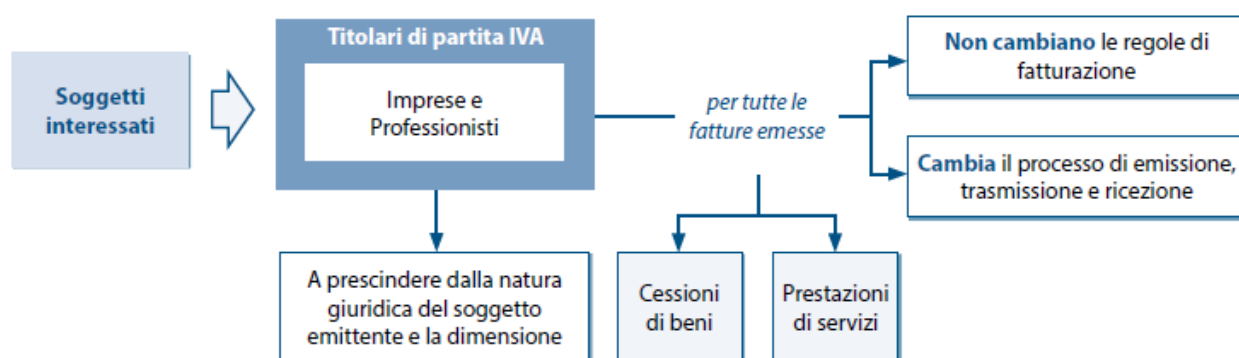 Soggetti
interessati
Titolari di partita IVA
Imprese e
Professionisti
per tutte le
fatture emesse
Non cambiano le regole di
fatturazione
Cambia il processo di emissione,
trasmissione e ricezione
A prescindere dalla natura
giuridica del soggetto
emittente e la dimensione
Cessioni
di beni
Prestazioni
di servizi